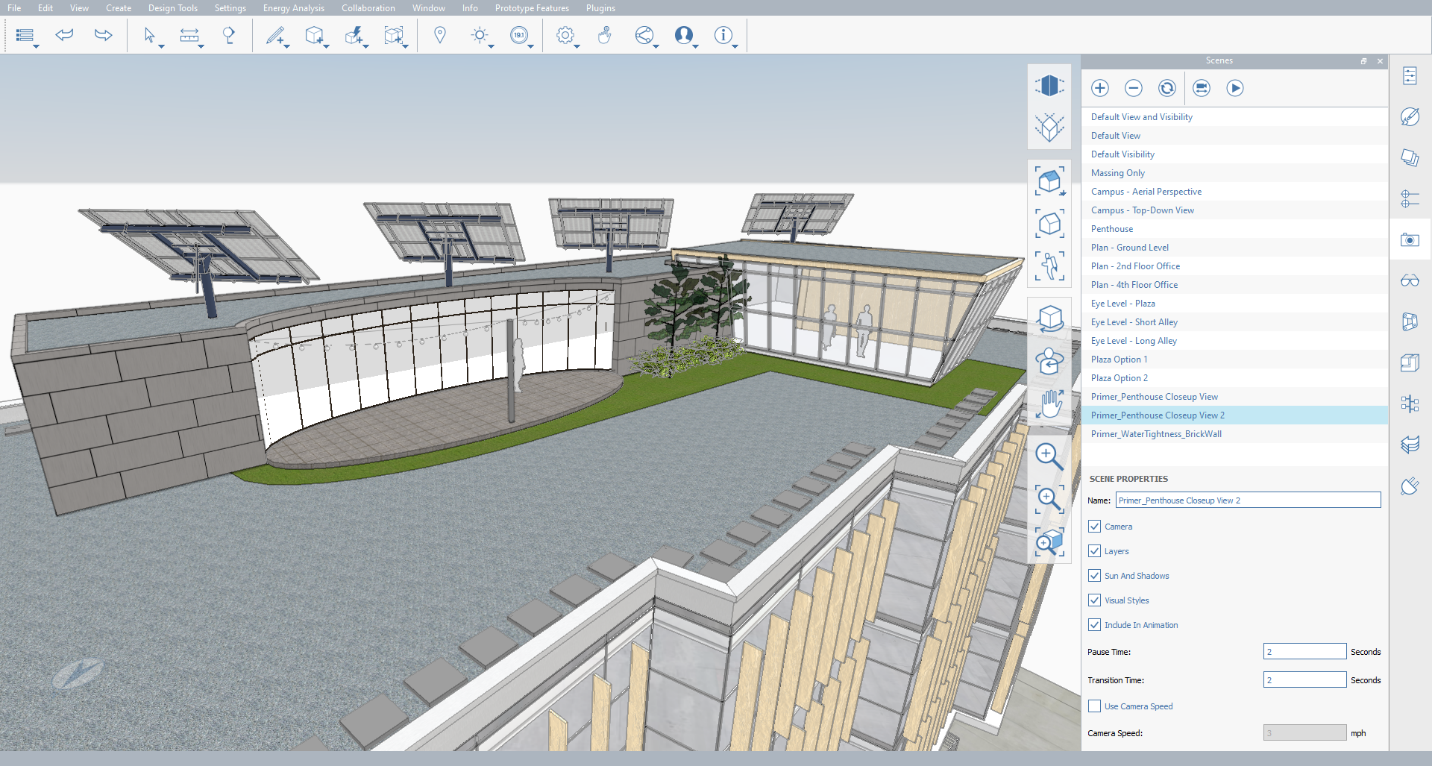 File Edit View Create Design Tools Settings Energy Analysis Collaboration Window Info Prototype Features Plugins
19.1
Scenes
Default View and Visibility
Default View
Default Visibility
Massing Only
Campus - Aerial Perspective
Campus - Top-Down View
Penthouse
Plan - Ground Level
Plan - 2nd Floor Office
Plan - 4th Floor Office
Eye Level - Plaza
Eye Level - Short Alley
Eye Level - Long Alley
Plaza Option 1
Plaza Option 2
Primer_Penthouse Closeup View
Primer_Penthouse Closeup View 2
Primer_WaterTightness_BrickWall
SCENE PROPERTIES
Name: Primer_Penthouse Closeup View 2
Camera
Layers
Sun And Shadows
Visual Styles
Include In Animation
Pause Time: 2 Seconds
Transition Time: 2 Seconds
Use Camera Speed
Camera Speed: 3 mph